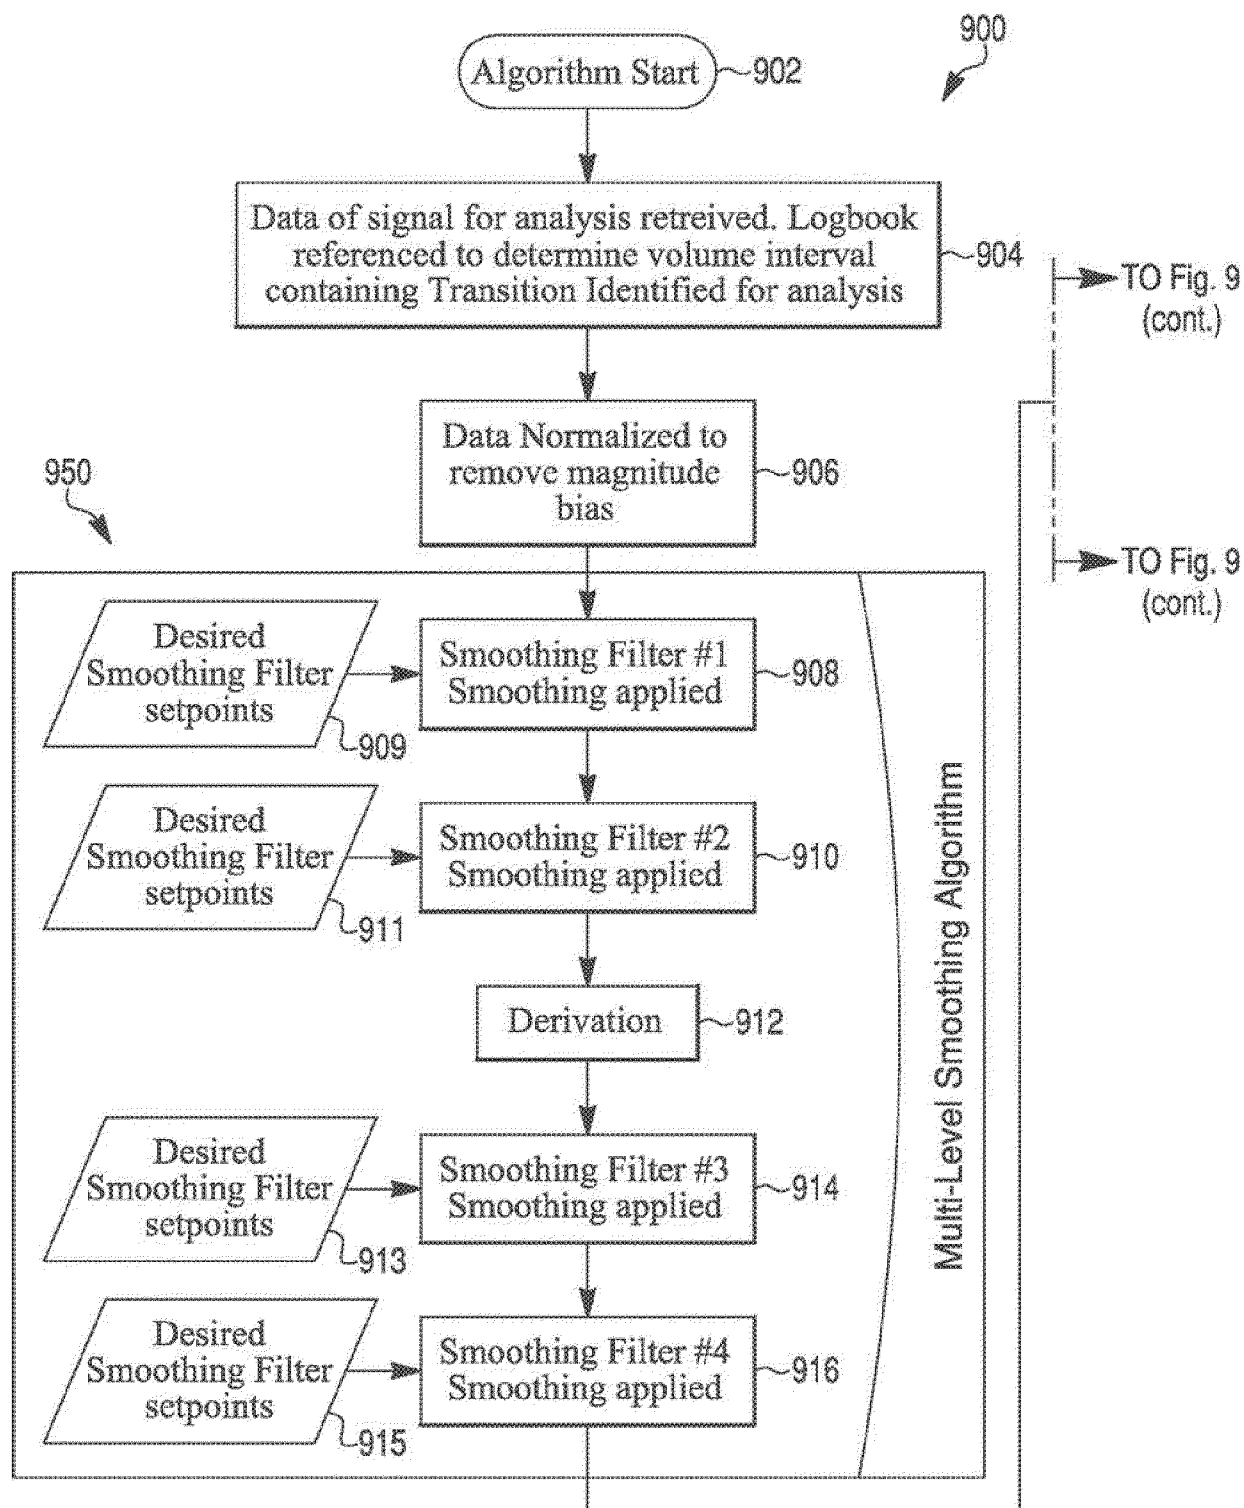 900
Algorithm Start
902
Data of signal for analysis retreived. Logbook
referenced to determine volume interval
containing Transition Identified for analysis
904
TO Fig. 9
(cont.)
Data Normalized to
remove magnitude
bias
906
950
TO Fig. 9
(cont.)
Desired
Smoothing Filter
setpoints
909
Smoothing Filter #1
Smoothing applied
908
Desired
Smoothing Filter
setpoints
911
Smoothing Filter #2
Smoothing applied
910
Derivation
912
Desired
Smoothing Filter
setpoints
913
Smoothing Filter #3
Smoothing applied
914
Desired
Smoothing Filter
setpoints
915
Smoothing Filter #4
Smoothing applied
916
Multi-Level Smoothing Algorithm